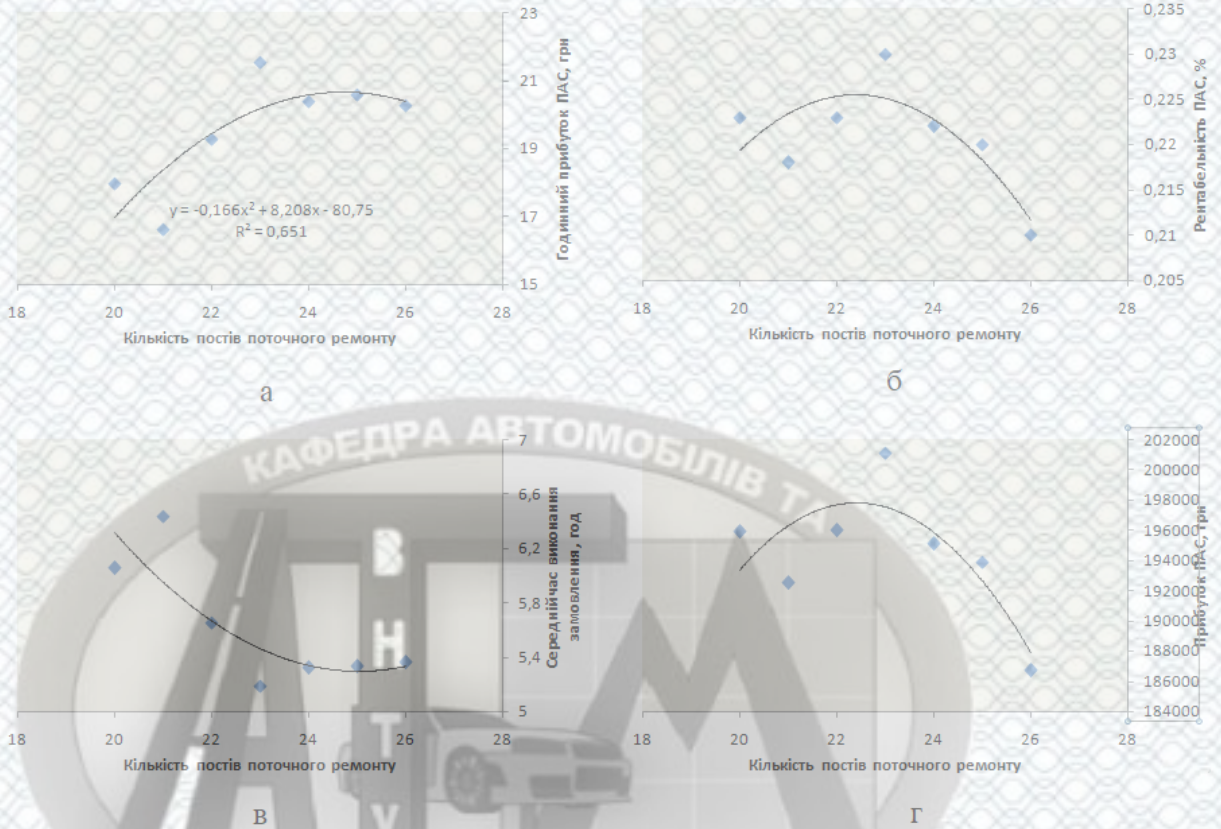 23
21
19
17
15
Годинний прибуток ПАС, грн
y = -0,166x² + 8,208x - 80,75
R² = 0,651
18 20 22 24 26 28
Кількість постів поточного ремонту
а
0,235
0,23
0,225
0,22
0,215
0,21
0,205
Рентабельність ПАС, %
18 20 22 24 26 28
Кількість постів поточного ремонту
б
КАФЕДРА АВТОМОБІЛІВ ТА
АТМ
ВНТУ
7
6,6
6,2
5,8
5,4
5
Середнійчас виконання
замовлення, год
18 20 22 24 26 28
Кількість постів поточного ремонту
в
202000
200000
198000
196000
194000
192000
190000
188000
186000
184000
Прибуток ПАС, грн
18 20 22 24 26 28
Кількість постів поточного ремонту
г